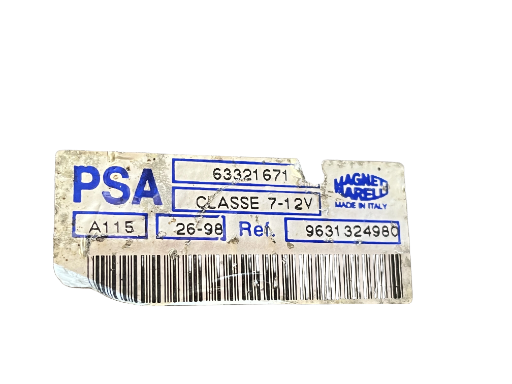 PSA
63321671
CLASSE 7-12V
MAGNETI MARELLI
MADE IN ITALY
A115
26-98
Ref.
9631324980